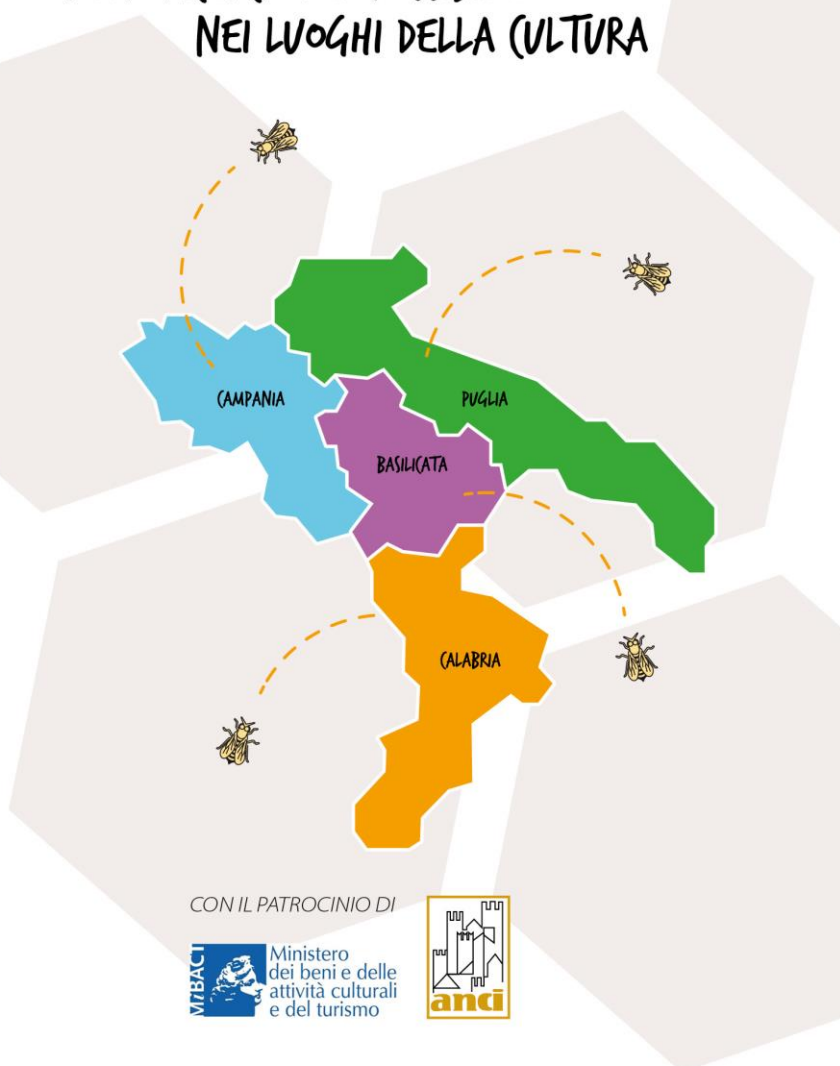 NEI LUOGHI DELLA CULTURA
CAMPANIA
PUGLIA
BASILICATA
CALABRIA
CON IL PATROCINIO DI
MiBACT
Ministero
dei beni e delle
attività culturali
e del turismo
anci